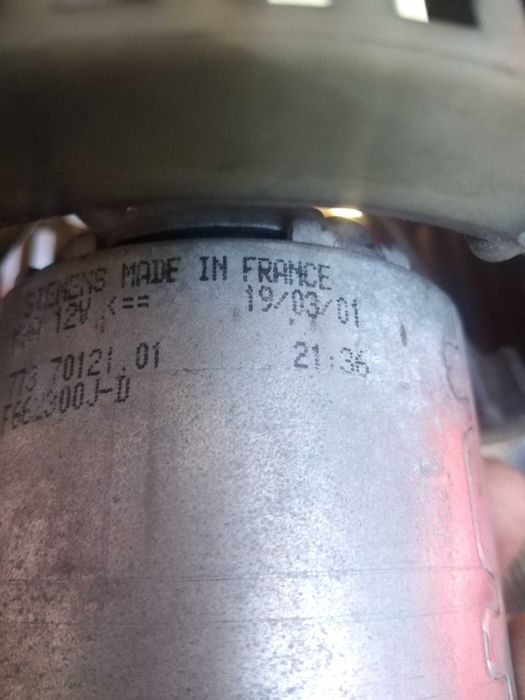 SIEMENS MADE IN FRANCE
12V <== 19/03/01
70121.01 21:36